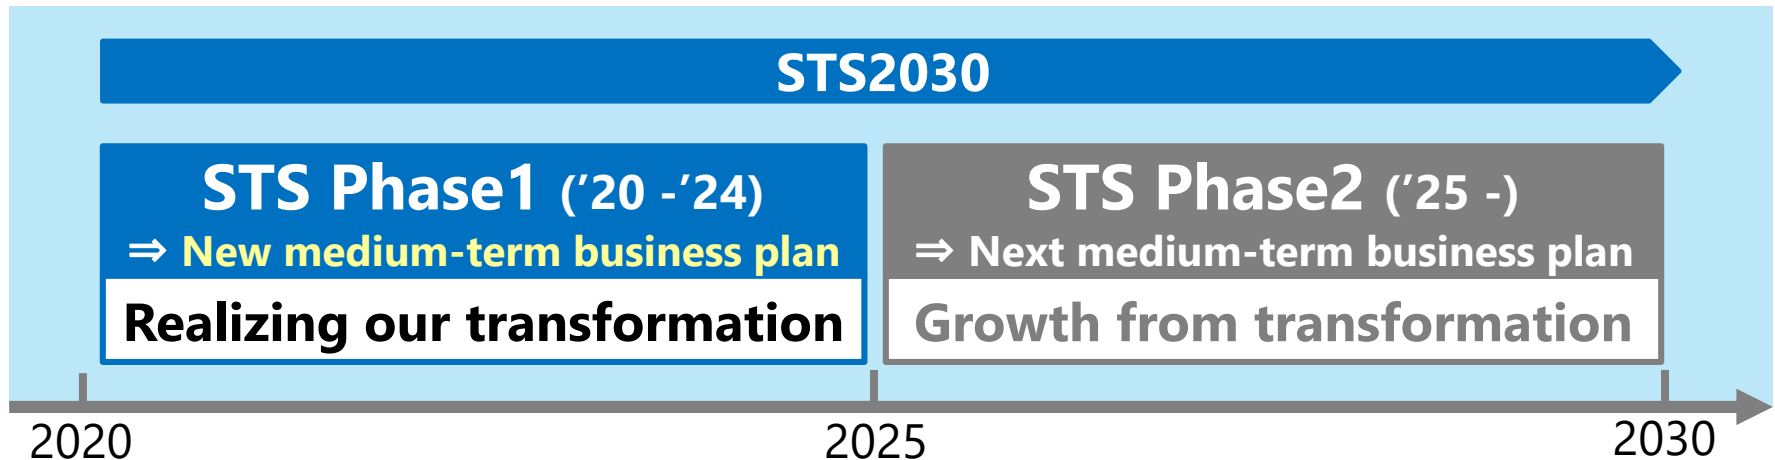 STS2030
STS Phase1 (’20 -’24)
⇒ New medium-term business plan
Realizing our transformation
STS Phase2 (’25 -)
⇒ Next medium-term business plan
Growth from transformation
2020
2025
2030